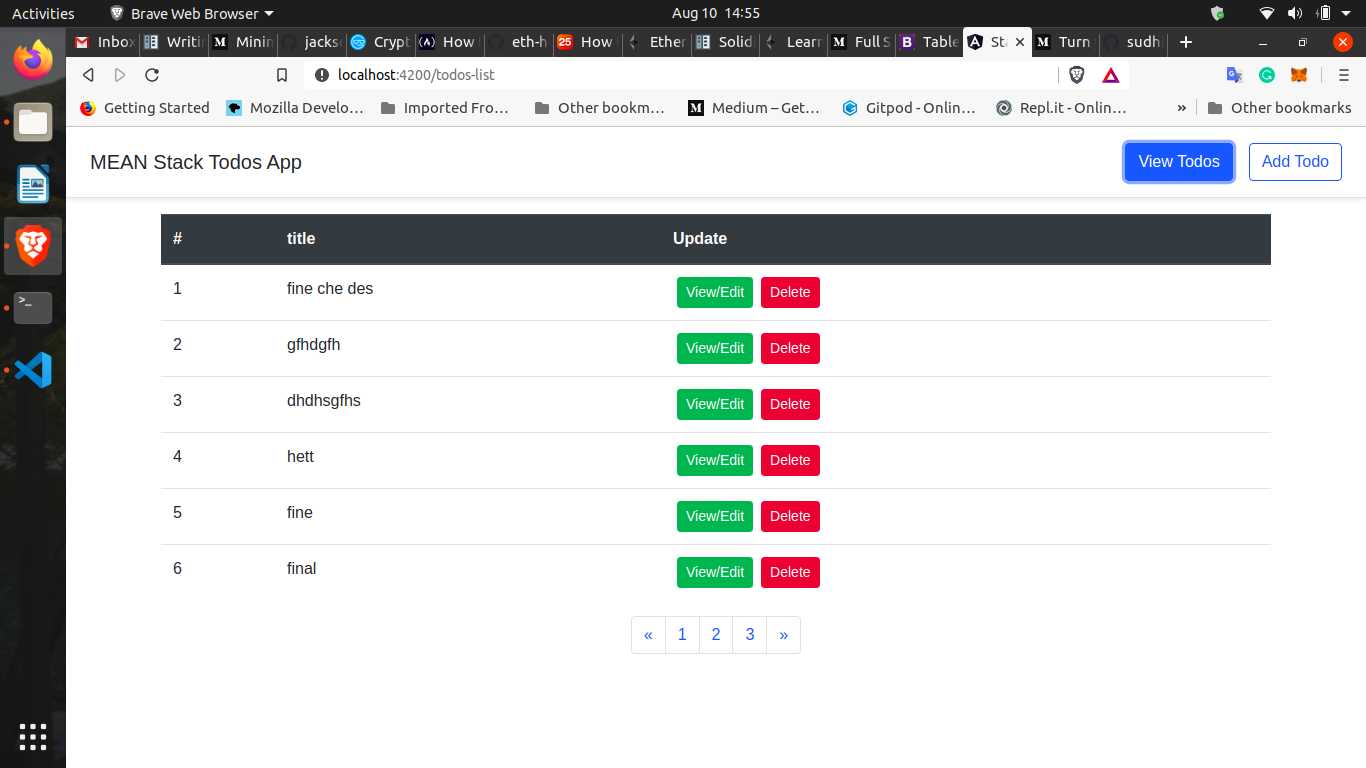 Activities Brave Web Browser Aug 10 14:55
Inbox Writi Minin jacks Crypt How eth-h 25 How Ether Solid Learn Full S B Table Sta Turn sudh
localhost:4200/todos-list
Getting Started Mozilla Develo… Imported Fro… Other bookm… Medium – Get… Gitpod - Onlin… Repl.it - Onlin… » Other bookmarks
MEAN Stack Todos App View Todos Add Todo
# title Update
1 fine che des View/Edit Delete
2 gfhdgfh View/Edit Delete
3 dhdhsgfhs View/Edit Delete
4 hett View/Edit Delete
5 fine View/Edit Delete
6 final View/Edit Delete
« 1 2 3 »